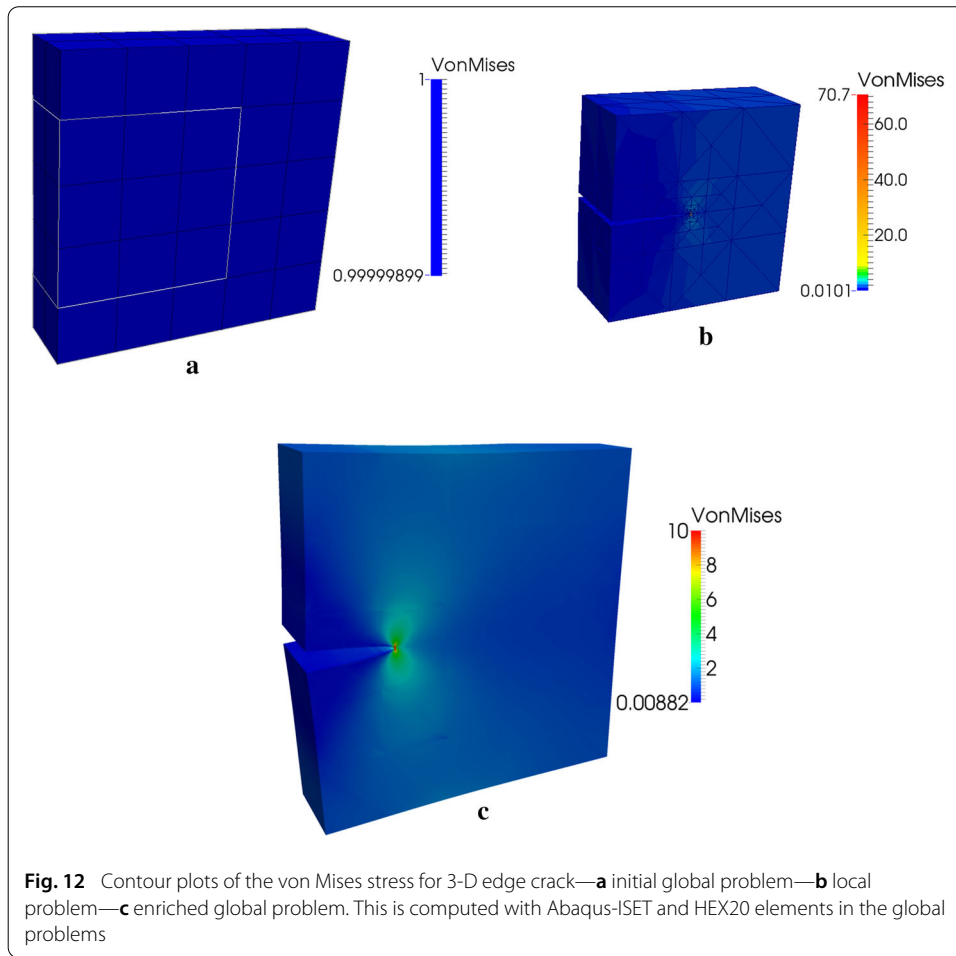 VonMises
1
0.99999899
a
VonMises
70.7
60.0
40.0
20.0
0.0101
b
VonMises
10
8
6
4
2
0.00882
c
Fig. 12 Contour plots of the von Mises stress for 3-D edge crack—a initial global problem—b local
problem—c enriched global problem. This is computed with Abaqus-ISET and HEX20 elements in the global
problems